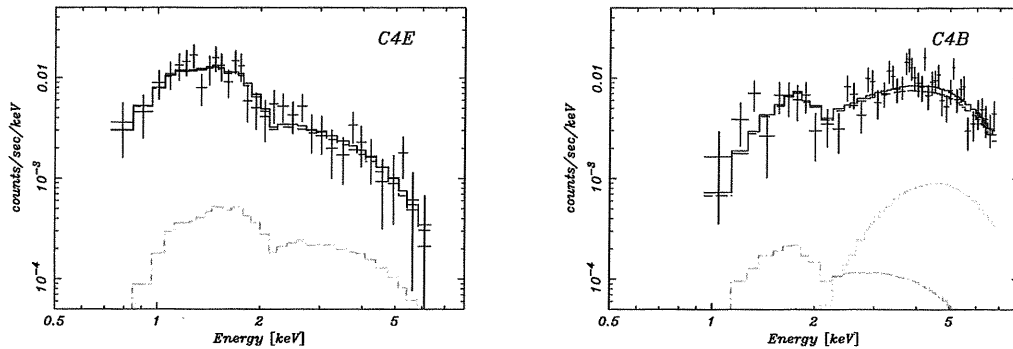 C4E
counts/sec/keV
0.01
10⁻³
10⁻⁴
0.5 1 2 5
Energy [keV]
C4B
counts/sec/keV
0.01
10⁻³
10⁻⁴
0.5 1 2 5
Energy [keV]